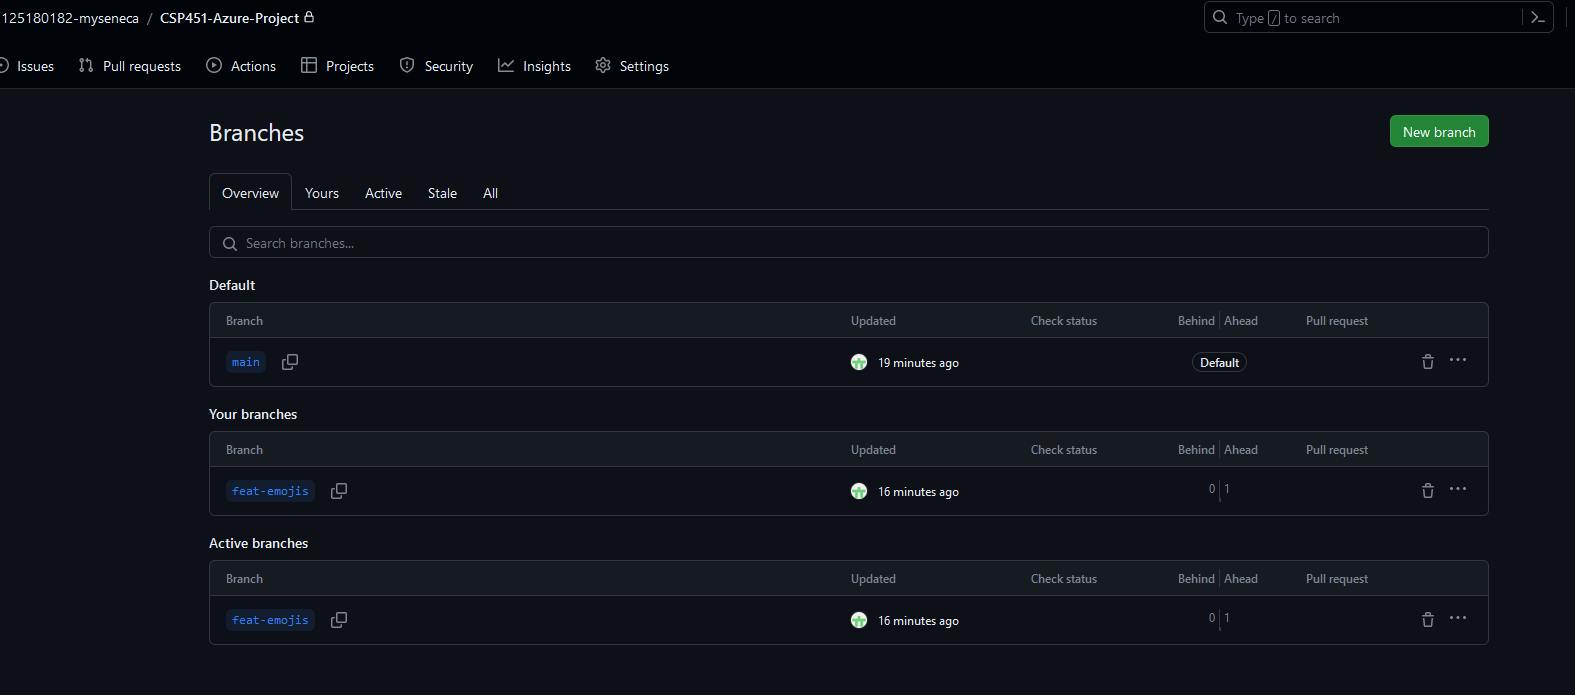 125180182-myseneca / CSP451-Azure-Project
Type / to search
Issues Pull requests Actions Projects Security Insights Settings
Branches
New branch
Overview Yours Active Stale All
Search branches...
Default
Branch Updated Check status Behind Ahead Pull request
main 19 minutes ago Default
Your branches
Branch Updated Check status Behind Ahead Pull request
feat-emojis 16 minutes ago 0 1
Active branches
Branch Updated Check status Behind Ahead Pull request
feat-emojis 16 minutes ago 0 1